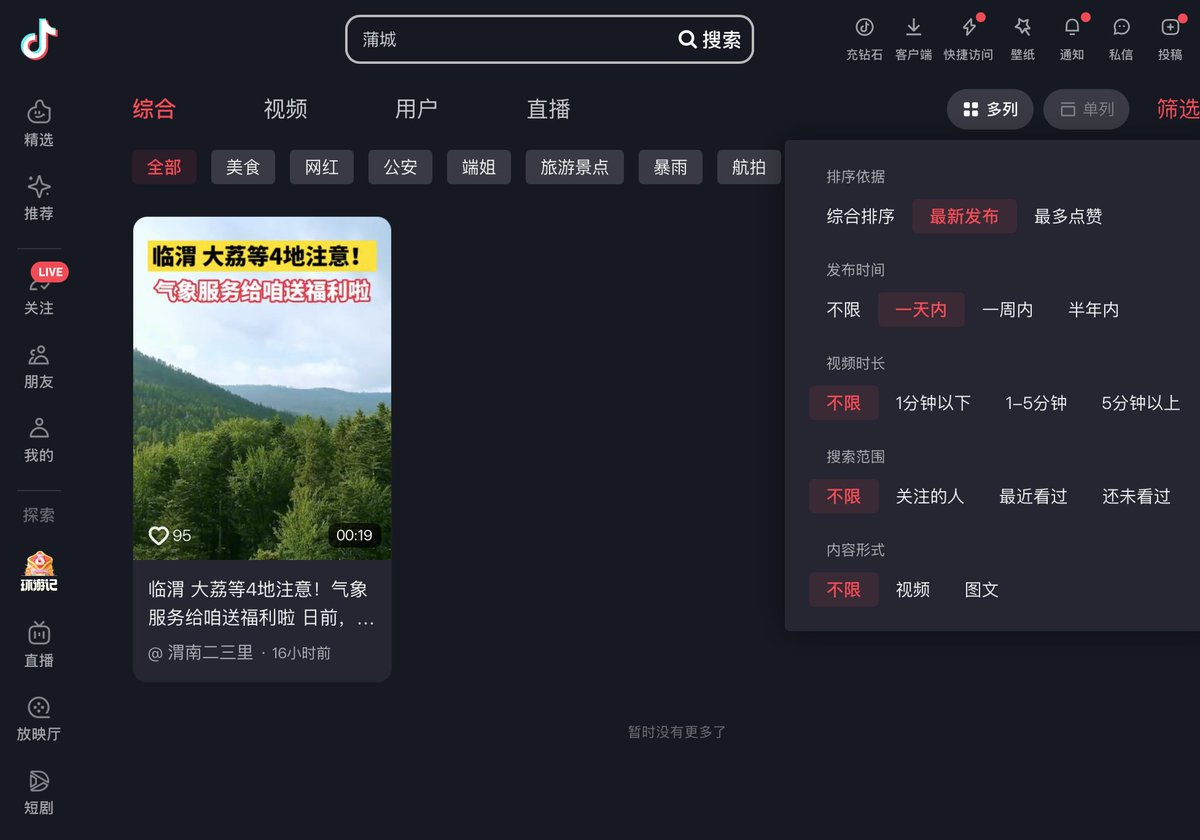 蒲城
搜索
充钻石
客户端
快捷访问
壁纸
通知
私信
投稿
精选
推荐
LIVE
关注
朋友
我的
探索
环游记
直播
放映厅
短剧
综合
视频
用户
直播
多列
单列
筛选
全部
美食
网红
公安
端姐
旅游景点
暴雨
航拍
临渭 大荔等4地注意！
气象服务给咱送福利啦
95
00:19
临渭 大荔等4地注意！气象
服务给咱送福利啦 日前，...
@ 渭南二三里 · 16小时前
排序依据
综合排序
最新发布
最多点赞
发布时间
不限
一天内
一周内
半年内
视频时长
不限
1分钟以下
1–5分钟
5分钟以上
搜索范围
不限
关注的人
最近看过
还未看过
内容形式
不限
视频
图文
暂时没有更多了